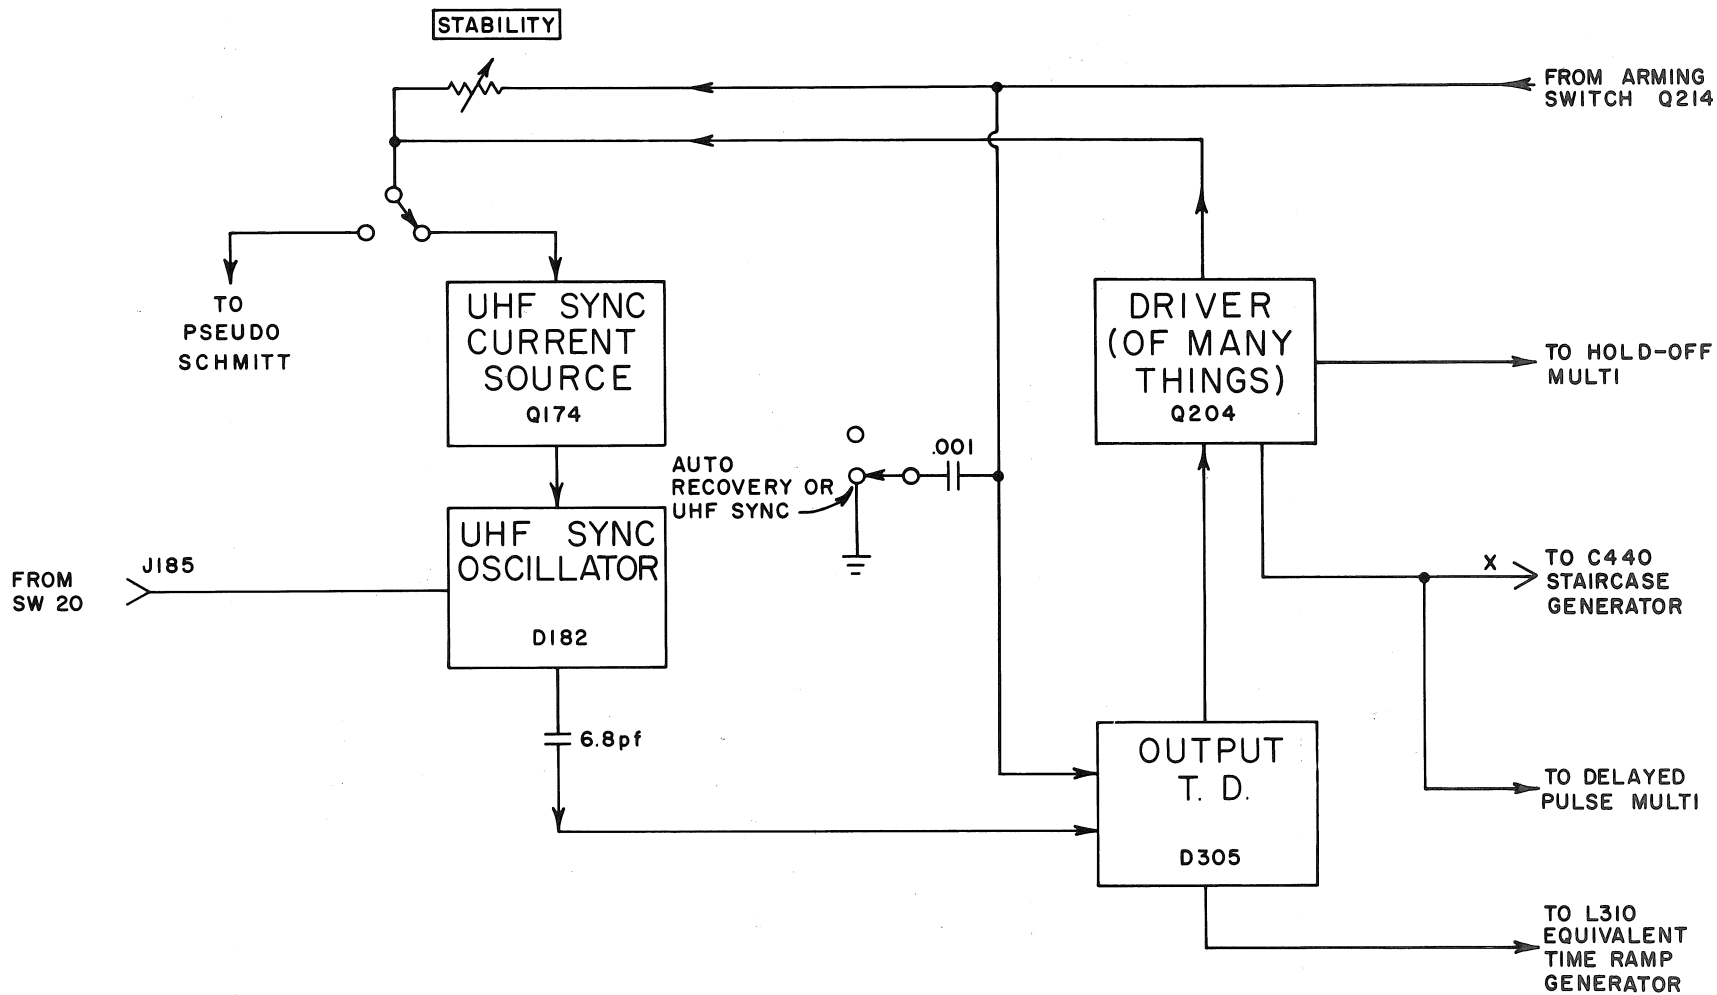 STABILITY
FROM ARMING
SWITCH Q214
TO
PSEUDO
SCHMITT
UHF SYNC
CURRENT
SOURCE
Q174
DRIVER
(OF MANY
THINGS)
Q204
TO HOLD-OFF
MULTI
.001
AUTO
RECOVERY OR
UHF SYNC
UHF SYNC
OSCILLATOR
D182
J185
FROM
SW 20
X
TO C440
STAIRCASE
GENERATOR
6.8pf
OUTPUT
T. D.
D305
TO DELAYED
PULSE MULTI
TO L310
EQUIVALENT
TIME RAMP
GENERATOR